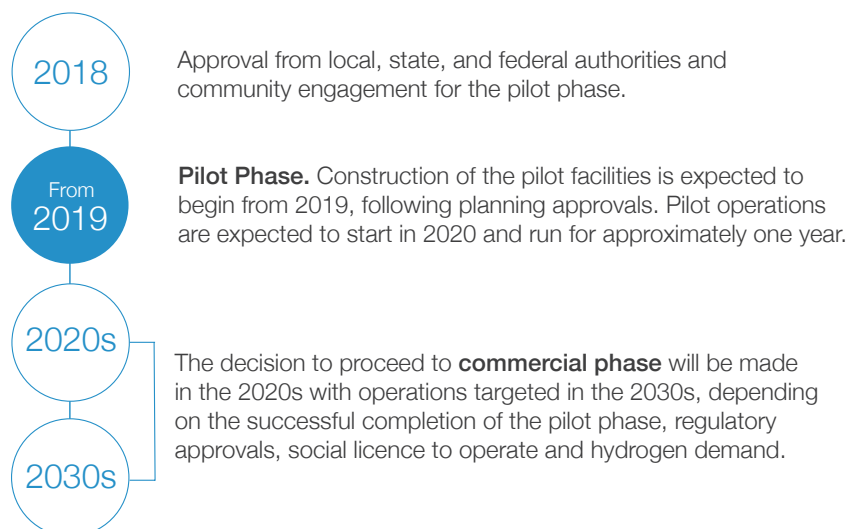 2018
Approval from local, state, and federal authorities and
community engagement for the pilot phase.
From
2019
Pilot Phase. Construction of the pilot facilities is expected to
begin from 2019, following planning approvals. Pilot operations
are expected to start in 2020 and run for approximately one year.
2020s
The decision to proceed to commercial phase will be made
in the 2020s with operations targeted in the 2030s, depending
on the successful completion of the pilot phase, regulatory
approvals, social licence to operate and hydrogen demand.
2030s